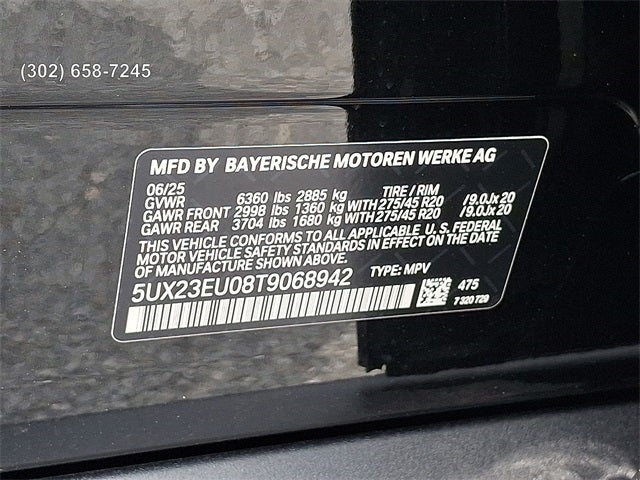 (302) 658-7245
MFD BY BAYERISCHE MOTOREN WERKE AG
06/25
GVWR 6360 lbs 2885 kg TIRE / RIM
GAWR FRONT 2998 lbs 1360 kg WITH 275/45 R20 /9.0Jx20
GAWR REAR 3704 lbs 1680 kg WITH 275/45 R20 /9.0Jx20
THIS VEHICLE CONFORMS TO ALL APPLICABLE U.S. FEDERAL
MOTOR VEHICLE SAFETY STANDARDS IN EFFECT ON THE DATE
OF MANUFACTURE SHOWN ABOVE.
5UX23EU08T9068942 TYPE: MPV
475
7320729